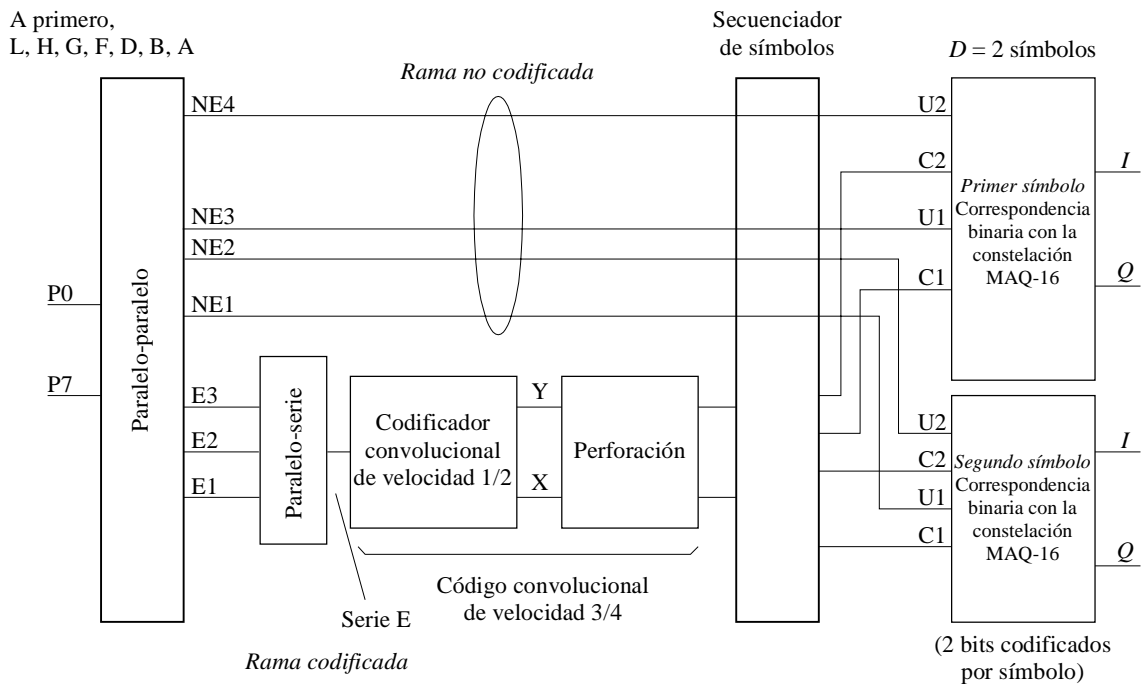 A primero,
L, H, G, F, D, B, A
Secuenciador
de símbolos
D = 2 símbolos
Rama no codificada
NE4
U2
C2
I
Primer símbolo
Correspondencia
binaria con la
constelación
MAQ-16
NE3
U1
NE2
Q
C1
P0
NE1
Paralelo-paralelo
P7
E3
Y
E2
E1
X
Paralelo-serie
Codificador
convolucional
de velocidad 1/2
Perforación
U2
I
C2
Segundo símbolo
Correspondencia
binaria con la
constelación
MAQ-16
U1
C1
Q
Código convolucional
de velocidad 3/4
Serie E
Rama codificada
(2 bits codificados
por símbolo)